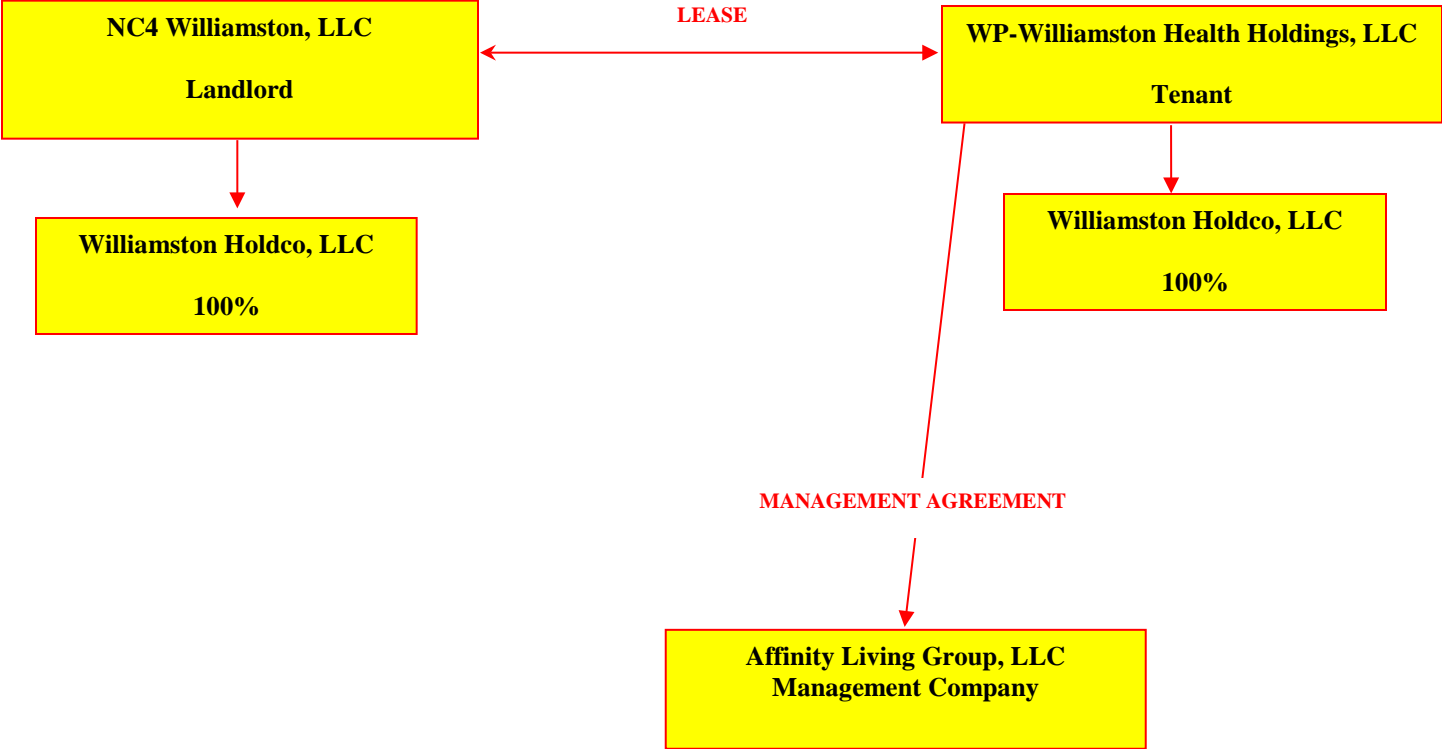 NC4 Williamston, LLC
Landlord
LEASE
WP-Williamston Health Holdings, LLC
Tenant
Williamston Holdco, LLC
100%
Williamston Holdco, LLC
100%
MANAGEMENT AGREEMENT
Affinity Living Group, LLC
Management Company